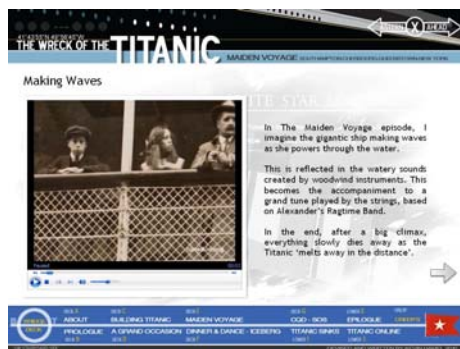 THE WRECK OF THE
TITANIC
MAIDEN VOYAGE
AHEAD
Making Waves
In The Maiden Voyage episode, I
imagine the gigantic ship making waves
as she powers through the water.
This is reflected in the watery sounds
created by woodwind instruments. This
becomes the accompaniment to a
grand tune played by the strings, based
on Alexander's Ragtime Band.
In the end, after a big climax,
everything slowly dies away as the
Titanic 'melts away in the distance'.
Paused
ABOUT BUILDING TITANIC MAIDEN VOYAGE CQD - SOS EPILOGUE CREDITS
PROLOGUE A GRAND OCCASION DINNER & DANCE - ICEBERG TITANIC SINKS TITANIC ONLINE